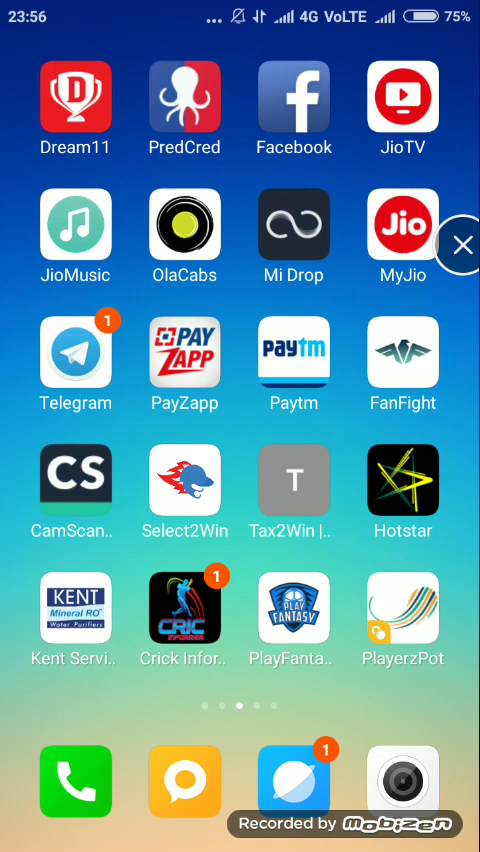 23:56 ... 4G VoLTE 75%
D
Dream11 PredCred Facebook JioTV
Jio
JioMusic OlaCabs Mi Drop MyJio
1
PAY
ZAPP
paytm
Telegram PayZapp Paytm FanFight
CS T
CamScan.. Select2Win Tax2Win |.. Hotstar
1
KENT
Mineral RO™
Water Purifiers
CRIC
INFORMER
PLAY
FANTASY
Kent Servi.. Crick Infor.. PlayFanta.. PlayerzPot
1
Recorded by Mobizen